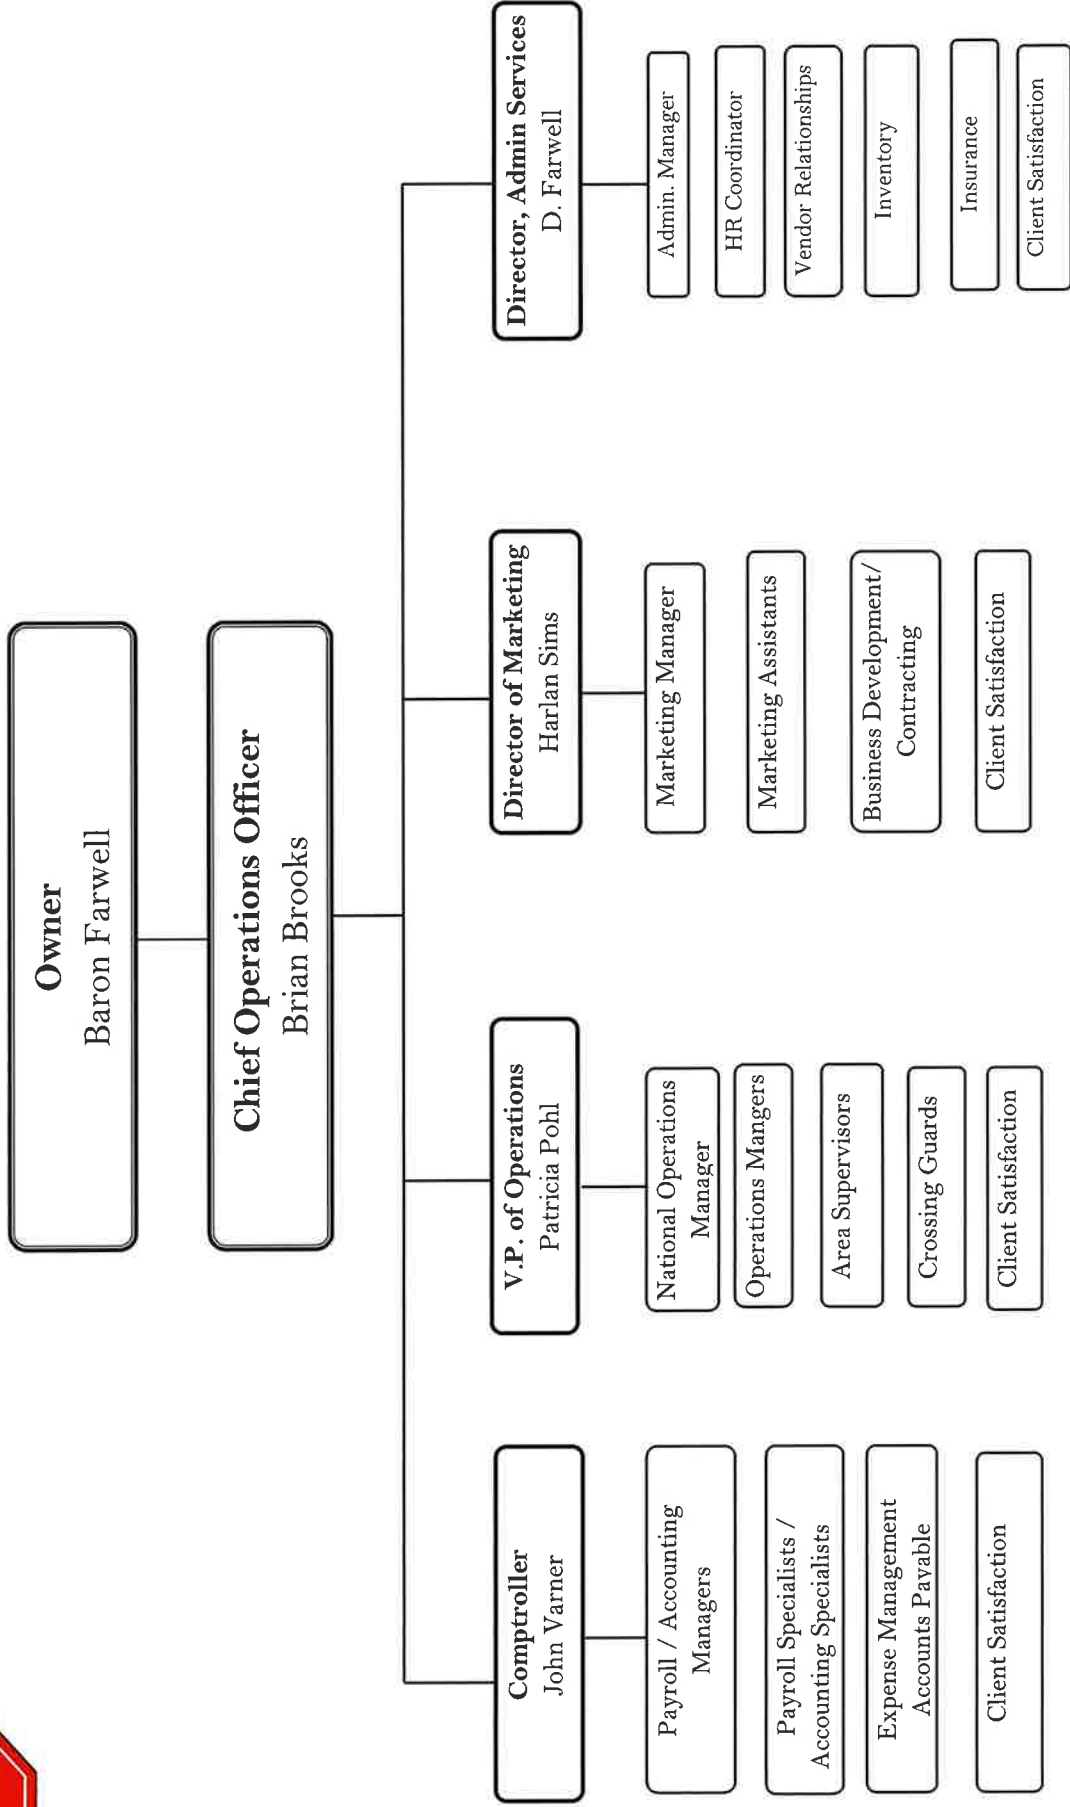 Owner
Baron Farwell
Chief Operations Officer
Brian Brooks
Comptroller
John Varner
Payroll / Accounting
Managers
Payroll Specialists /
Accounting Specialists
Expense Management
Accounts Payable
Client Satisfaction
V.P. of Operations
Patricia Pohl
National Operations
Manager
Operations Mangers
Area Supervisors
Crossing Guards
Client Satisfaction
Director of Marketing
Harlan Sims
Marketing Manager
Marketing Assistants
Business Development/
Contracting
Client Satisfaction
Director, Admin Services
D. Farwell
Admin. Manager
HR Coordinator
Vendor Relationships
Inventory
Insurance
Client Satisfaction